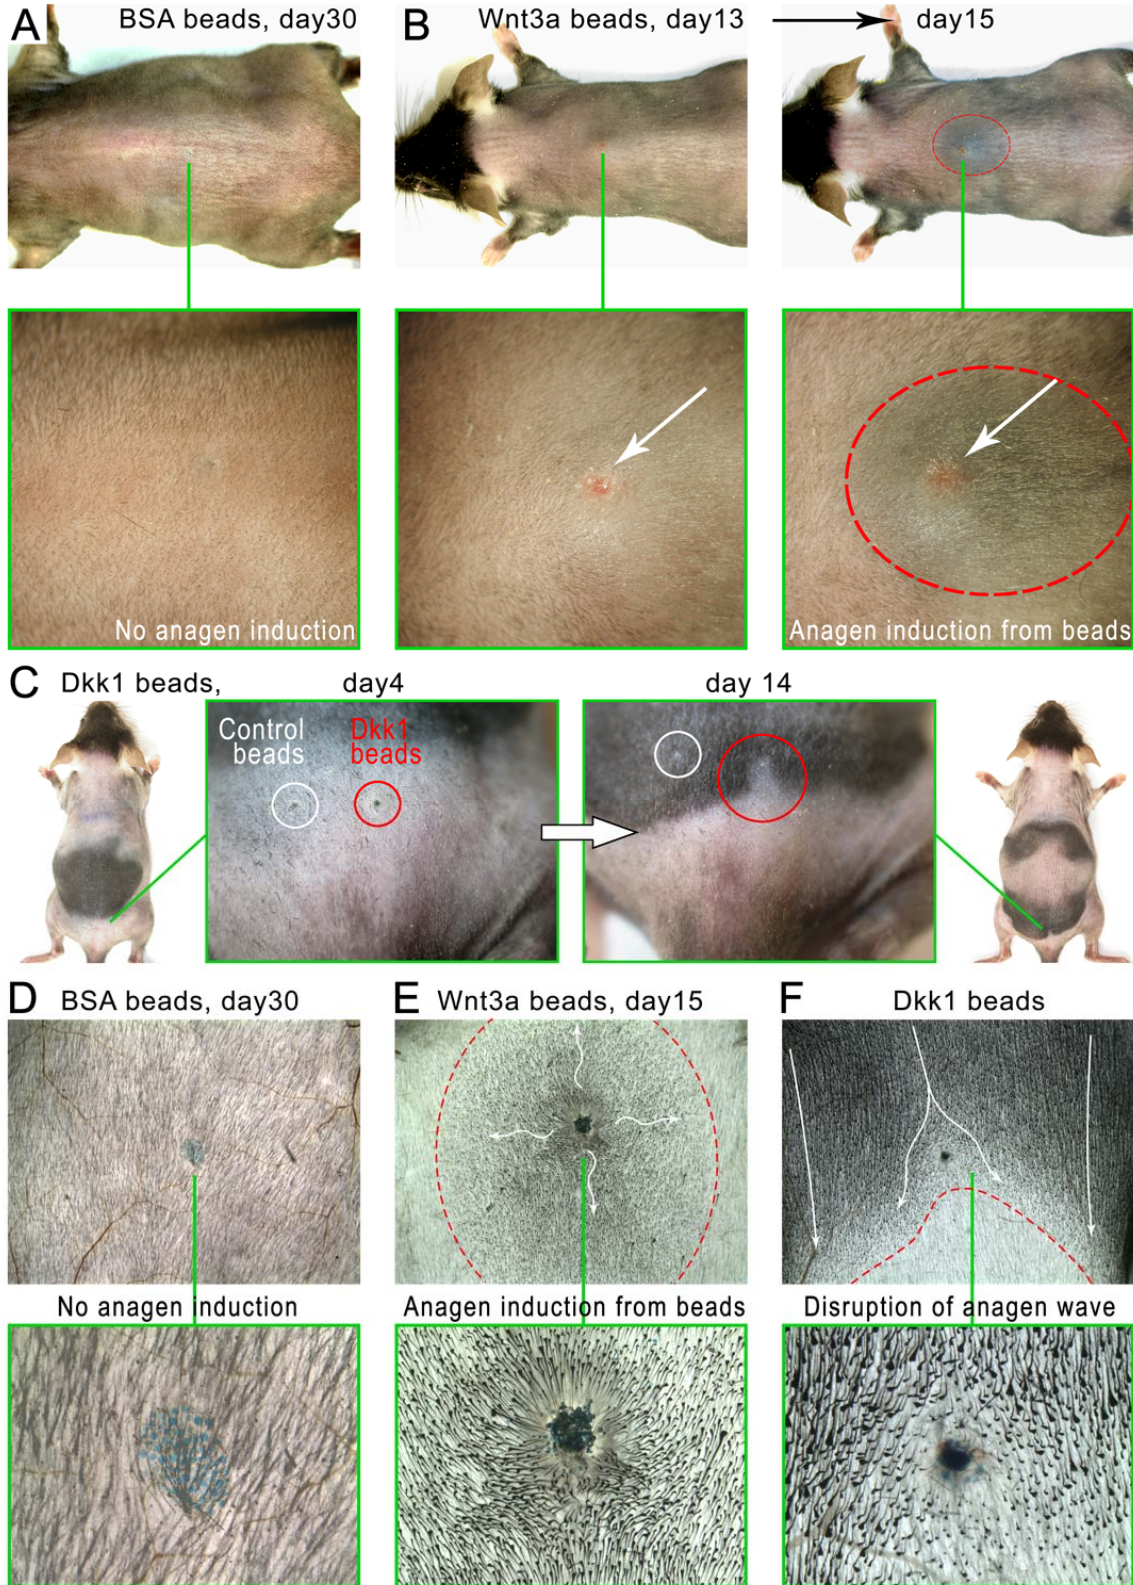 A BSA beads, day30
B Wnt3a beads, day13 day15
No anagen induction
Anagen induction from beads
C Dkk1 beads, day4 day 14
Control
beads
Dkk1
beads
D BSA beads, day30
E Wnt3a beads, day15
F Dkk1 beads
No anagen induction
Anagen induction from beads
Disruption of anagen wave